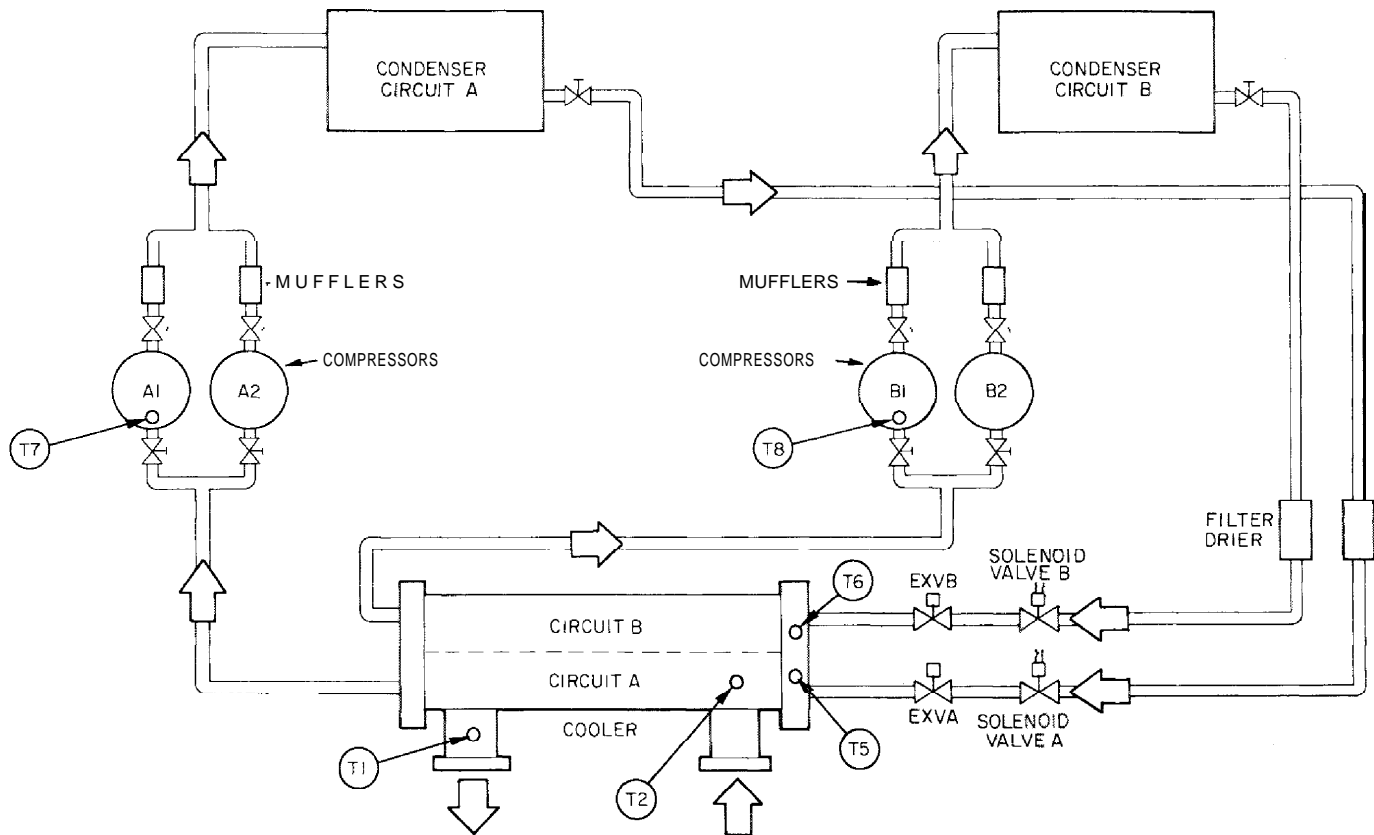 CONDENSER
CIRCUIT A
CONDENSER
CIRCUIT B
MUFFLERS
MUFFLERS
COMPRESSORS
COMPRESSORS
A1
A2
B1
B2
T7
T8
FILTER
DRIER
SOLENOID
VALVE B
EXVB
T6
CIRCUIT B
CIRCUIT A
COOLER
EXVA
SOLENOID
VALVE A
T5
T1
T2